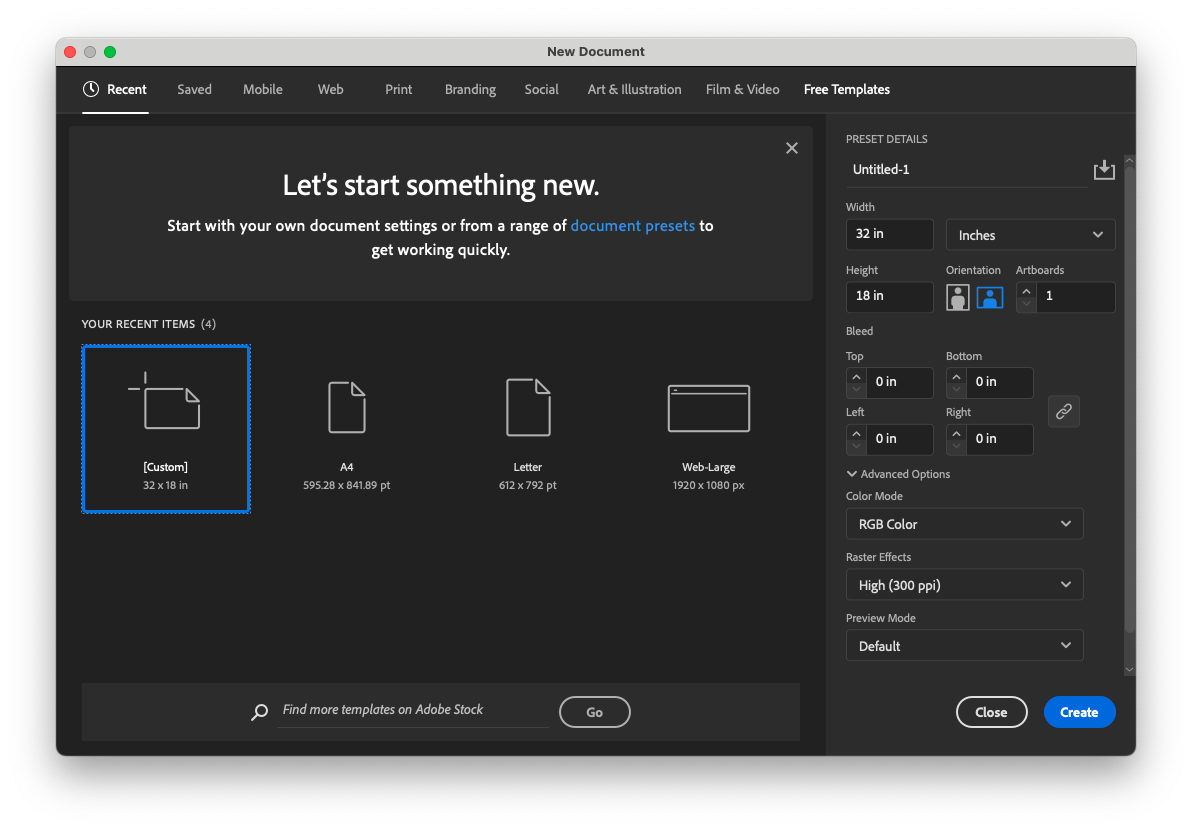 New Document
Recent Saved Mobile Web Print Branding Social Art & Illustration Film & Video Free Templates
Let's start something new.
Start with your own document settings or from a range of document presets to
get working quickly.
YOUR RECENT ITEMS (4)
[Custom]
32 x 18 in
A4
595.28 x 841.89 pt
Letter
612 x 792 pt
Web-Large
1920 x 1080 px
Find more templates on Adobe Stock
Go
PRESET DETAILS
Untitled-1
Width
32 in
Inches
Height Orientation Artboards
18 in
1
Bleed
Top Bottom
0 in 0 in
Left Right
0 in 0 in
Advanced Options
Color Mode
RGB Color
Raster Effects
High (300 ppi)
Preview Mode
Default
Close
Create